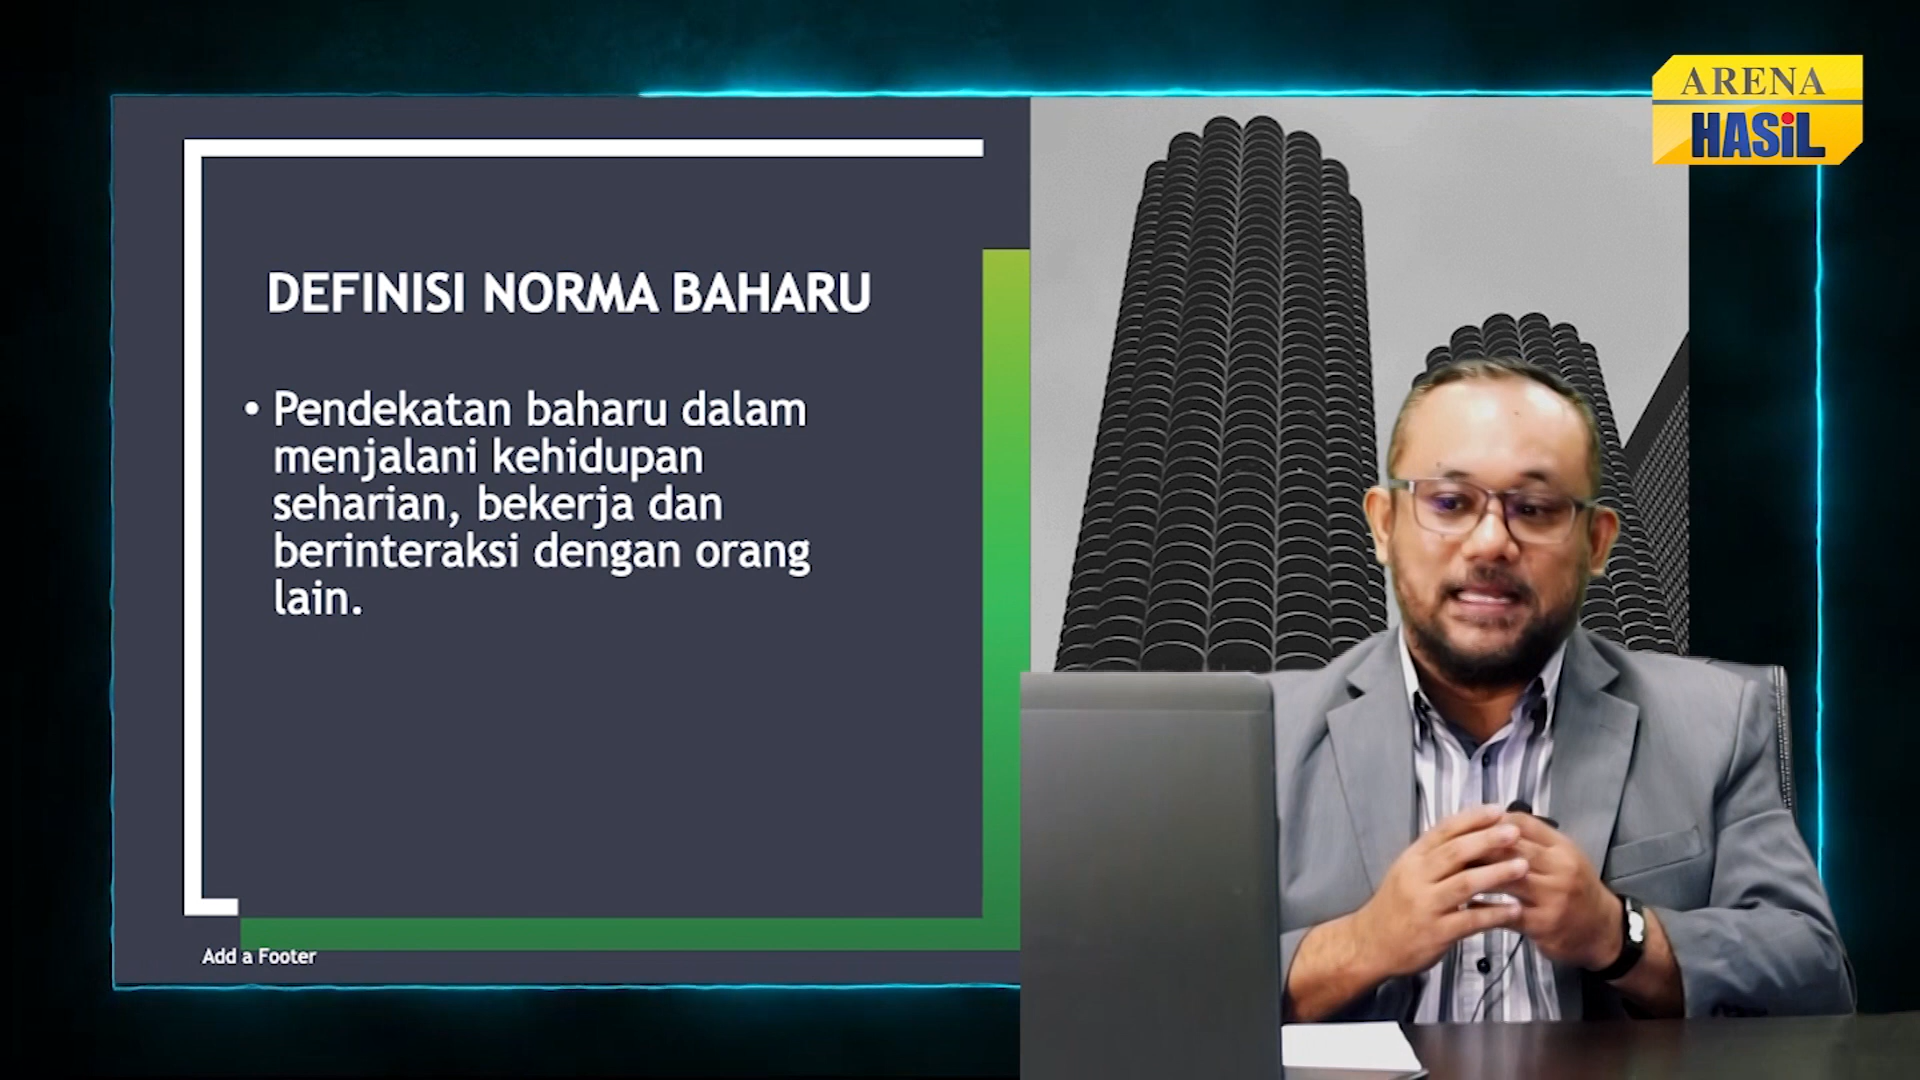 ARENA
HASiL
DEFINISI NORMA BAHARU
• Pendekatan baharu dalam
menjalani kehidupan
seharian, bekerja dan
berinteraksi dengan orang
lain.
Add a Footer